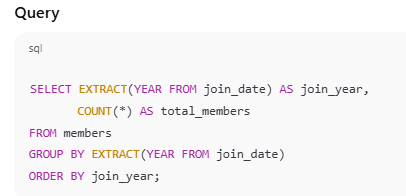 Query
sql
SELECT EXTRACT(YEAR FROM join_date) AS join_year,
       COUNT(*) AS total_members
FROM members
GROUP BY EXTRACT(YEAR FROM join_date)
ORDER BY join_year;